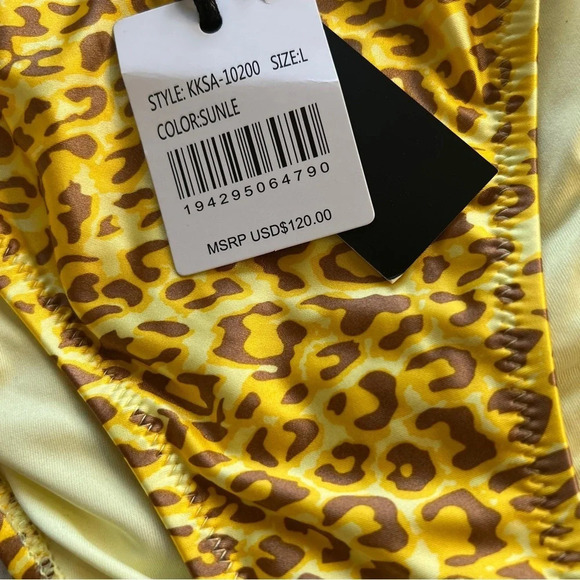 STYLE: KKSA-10200 SIZE:L
COLOR:SUNLE
194295064790
MSRP USD$120.00